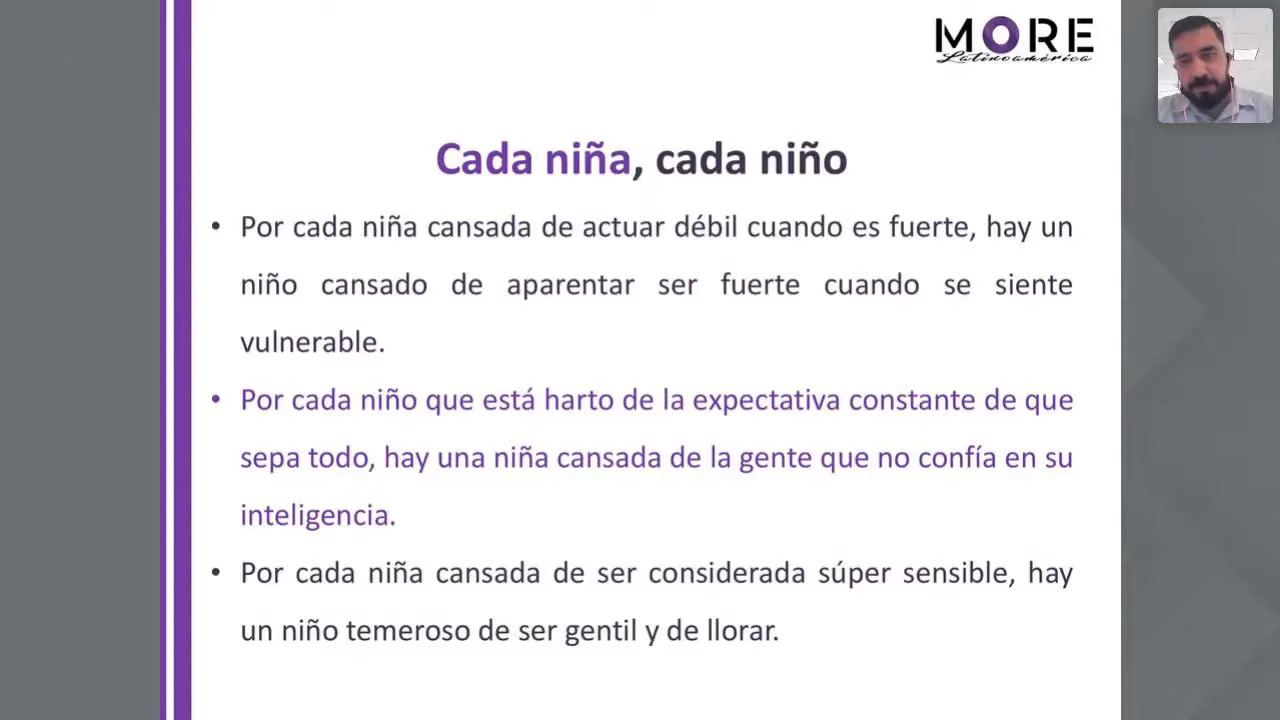 MORE
Latinoamérica
Cada niña, cada niño
• Por cada niña cansada de actuar débil cuando es fuerte, hay un
niño cansado de aparentar ser fuerte cuando se siente
vulnerable.
• Por cada niño que está harto de la expectativa constante de que
sepa todo, hay una niña cansada de la gente que no confía en su
inteligencia.
• Por cada niña cansada de ser considerada súper sensible, hay
un niño temeroso de ser gentil y de llorar.